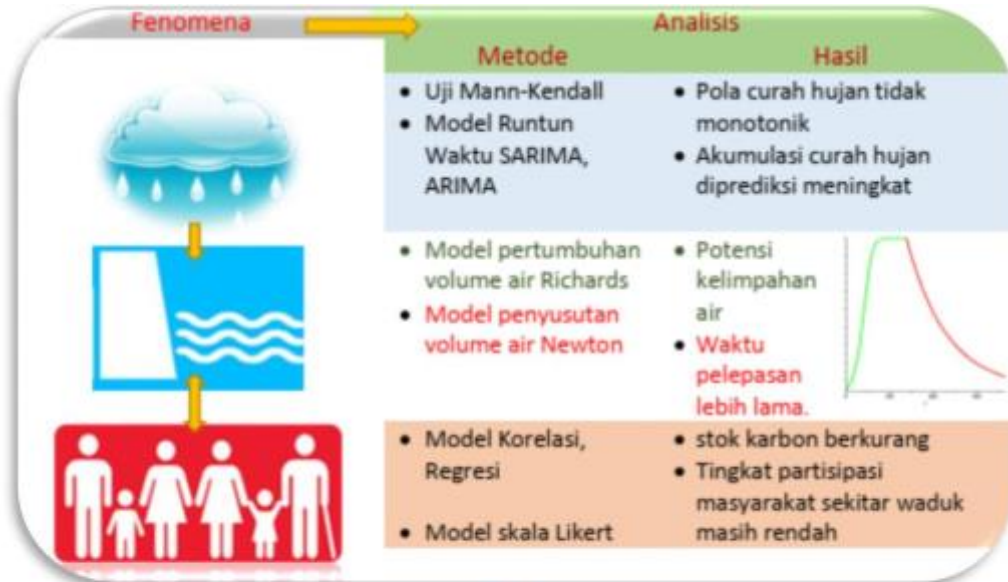 Fenomena
Analisis
Metode
Hasil
• Uji Mann-Kendall
• Model Runtun
Waktu SARIMA,
ARIMA
• Pola curah hujan tidak
monotonik
• Akumulasi curah hujan
diprediksi meningkat
• Model pertumbuhan
volume air Richards
• Model penyusutan
volume air Newton
• Potensi
kelimpahan
air
• Waktu
pelepasan
lebih lama.
• Model Korelasi,
Regresi
• Model skala Likert
• stok karbon berkurang
• Tingkat partisipasi
masyarakat sekitar waduk
masih rendah